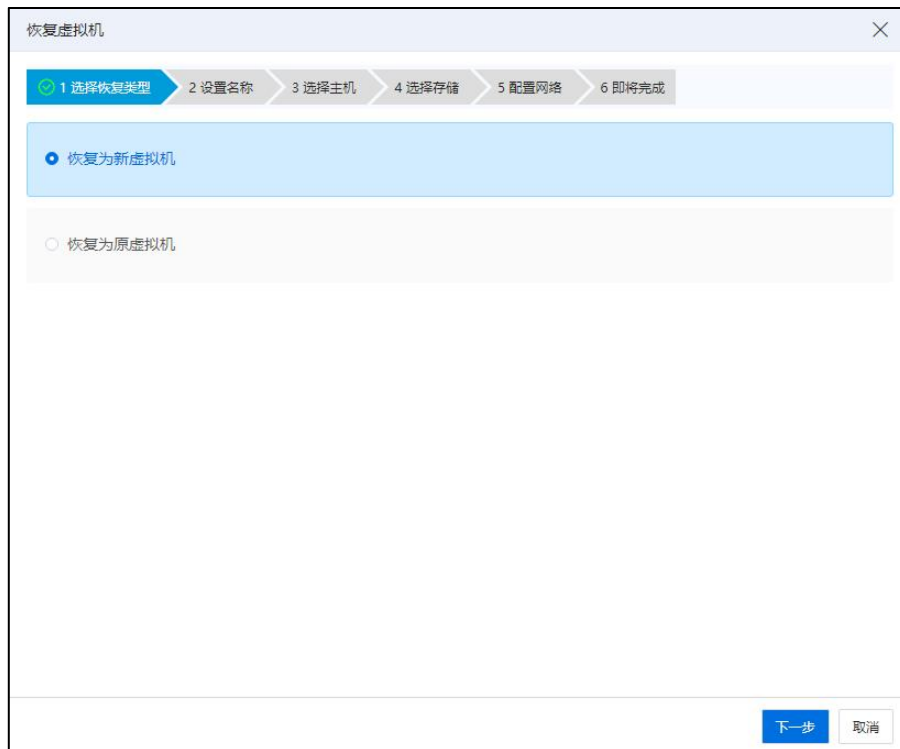 恢复虚拟机
1 选择恢复类型 2 设置名称 3 选择主机 4 选择存储 5 配置网络 6 即将完成
恢复为新虚拟机
恢复为原虚拟机
下一步 取消